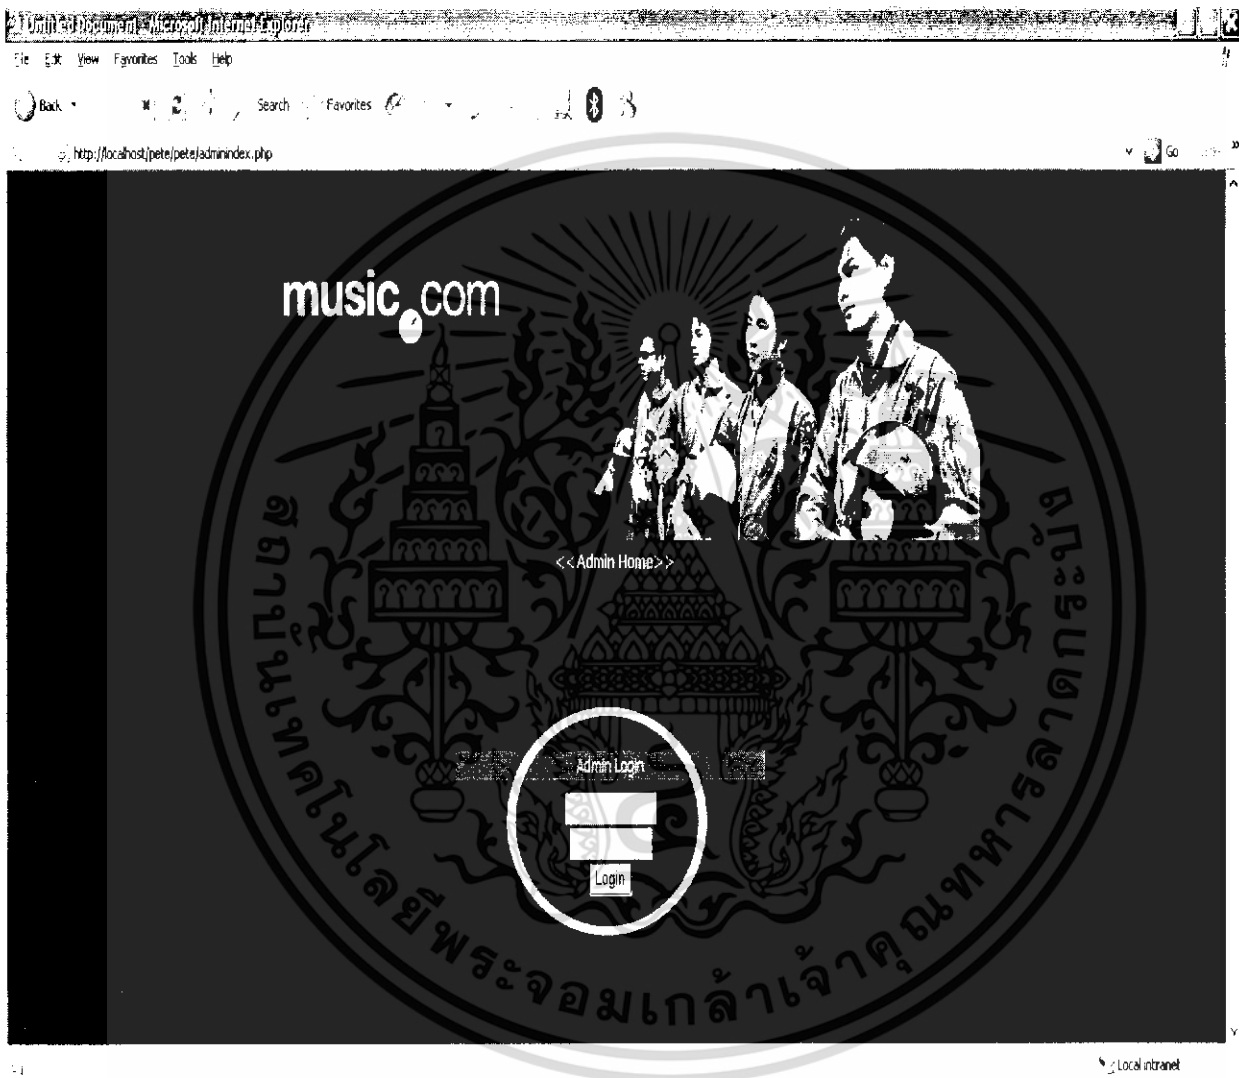 Untitled Document - Microsoft Internet Explorer
File Edit View Favorites Tools Help
Back Search Favorites
http://localhost/pete/pete/adminindex.php Go
music.com
<<Admin Home>>
Admin Login
Login
สถาบันเทคโนโลยีพระจอมเกล้าเจ้าคุณทหารลาดกระบัง
Local intranet